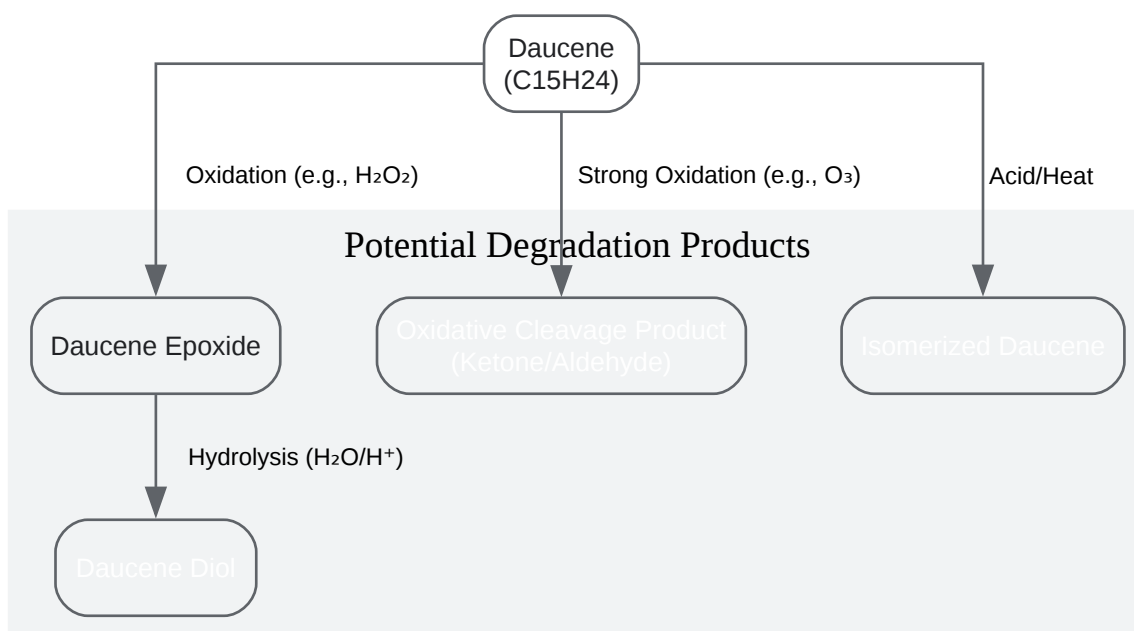 Daucene
(C15H24)
Oxidation (e.g., H₂O₂)
Strong Oxidation (e.g., O₃)
Acid/Heat
Potential Degradation Products
Daucene Epoxide
Oxidative Cleavage Product
(Ketone/Aldehyde)
Isomerized Daucene
Hydrolysis (H₂O/H⁺)
Daucene Diol